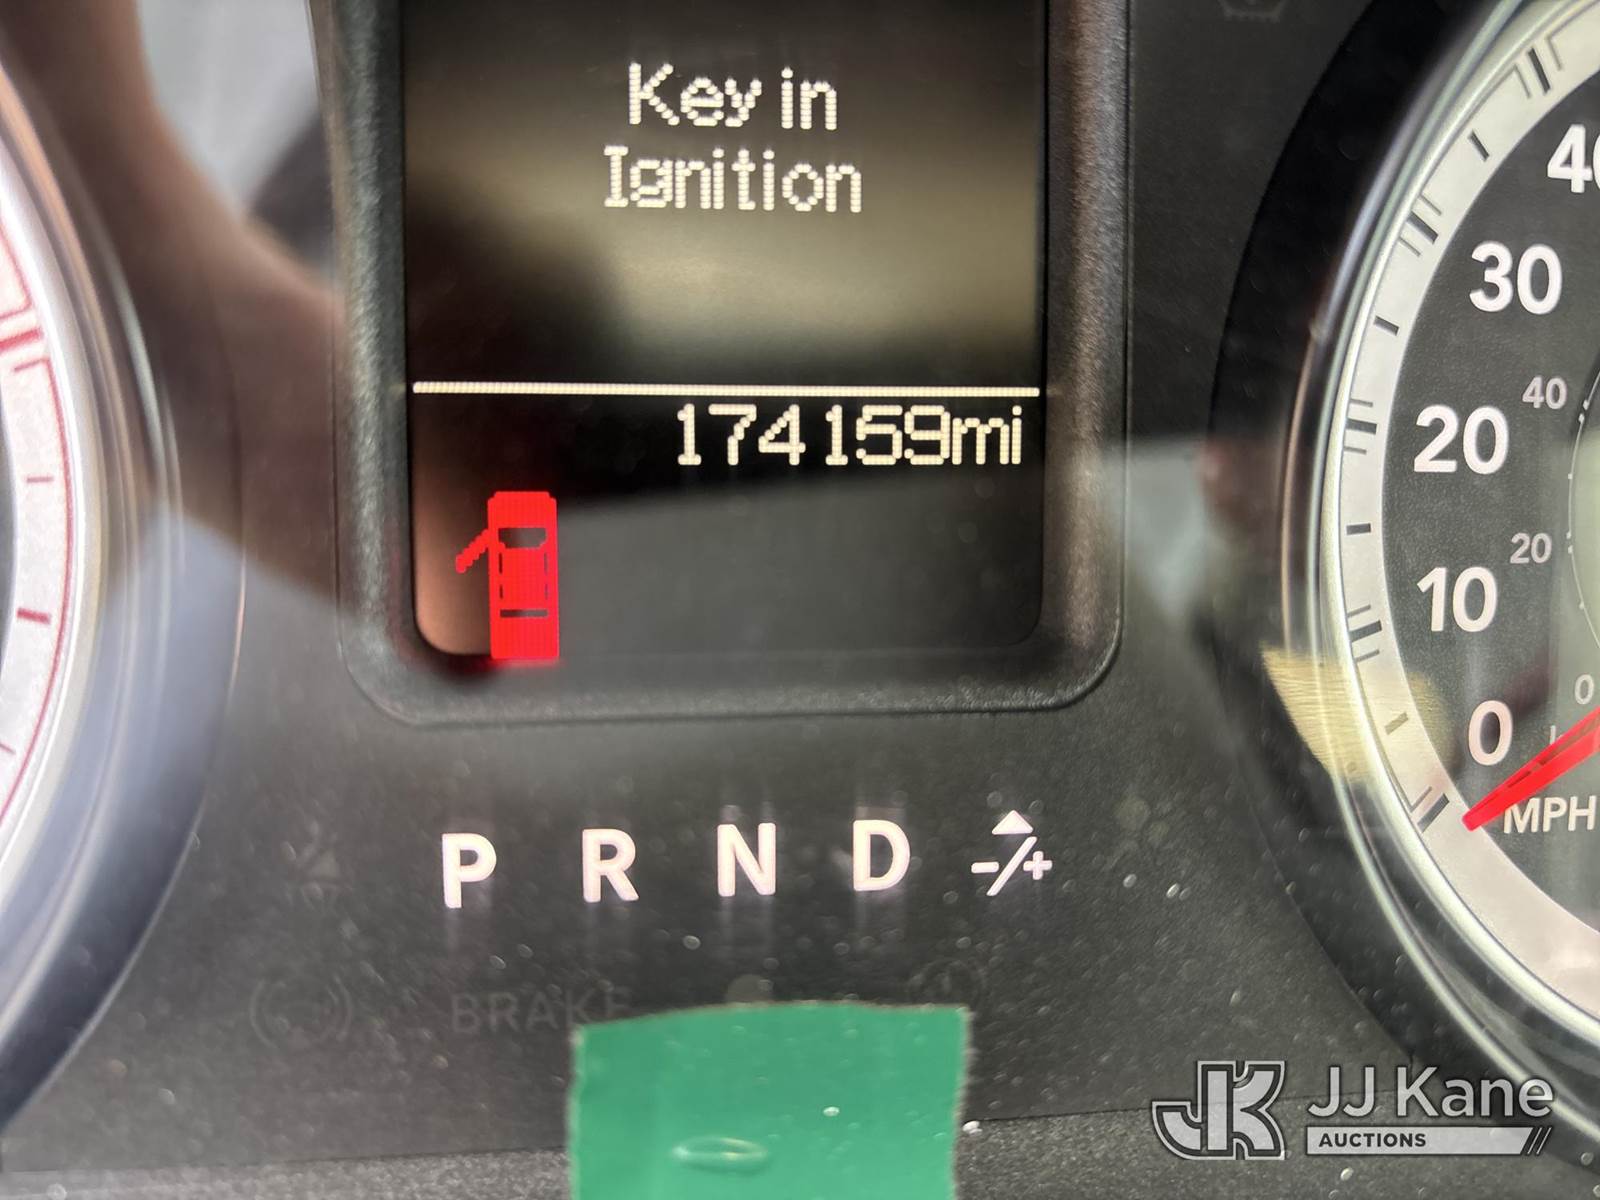 Key in
Ignition
174159mi
P R N D -/+
BRAKE
40
30
20
10
0
MPH
40
20
0
JJ Kane
AUCTIONS